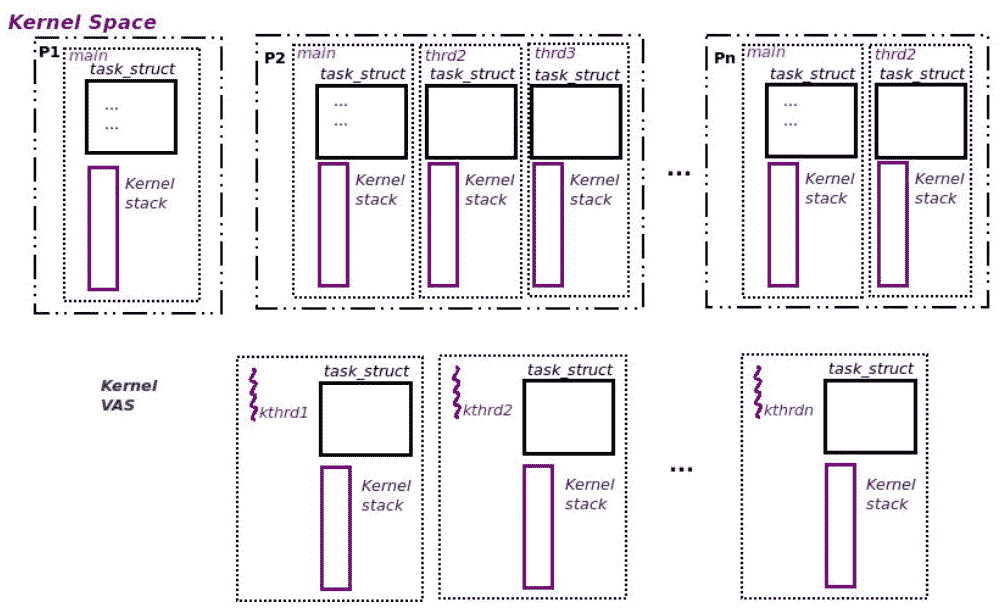 Kernel Space
P1
main
task_struct
...
...
Kernel
stack
P2
main
task_struct
...
...
Kernel
stack
thrd2
task_struct
Kernel
stack
thrd3
task_struct
Kernel
stack
...
Pn
main
task_struct
...
...
Kernel
stack
thrd2
task_struct
Kernel
stack
Kernel
VAS
kthrd1
task_struct
Kernel
stack
kthrd2
task_struct
Kernel
stack
...
kthrdn
task_struct
Kernel
stack